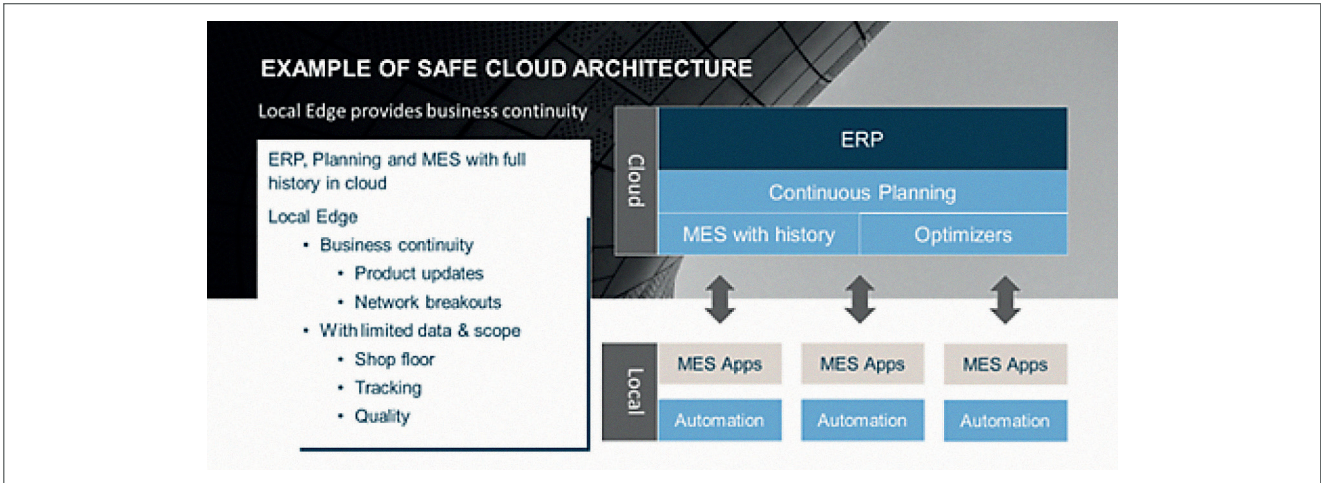 EXAMPLE OF SAFE CLOUD ARCHITECTURE
Local Edge provides business continuity
ERP, Planning and MES with full
history in cloud
Local Edge
• Business continuity
• Product updates
• Network breakouts
• With limited data & scope
• Shop floor
• Tracking
• Quality
Cloud
ERP
Continuous Planning
MES with history
Optimizers
Local
MES Apps
MES Apps
MES Apps
Automation
Automation
Automation